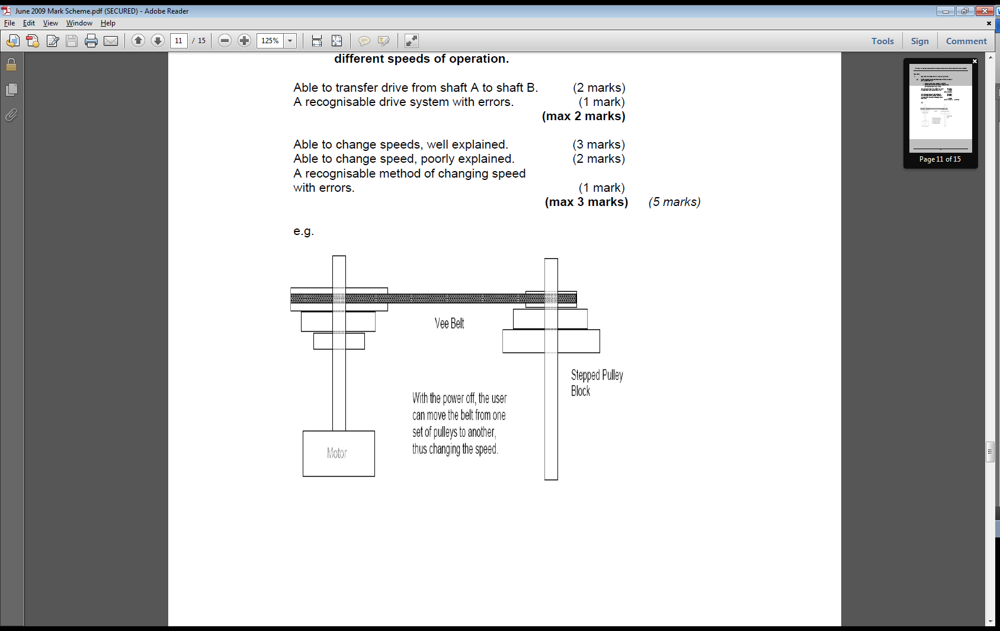 June 2009 Mark Scheme.pdf (SECURED) - Adobe Reader
File Edit View Window Help
11 / 15 125% Tools Sign Comment
different speeds of operation.
Able to transfer drive from shaft A to shaft B. (2 marks)
A recognisable drive system with errors. (1 mark)
(max 2 marks)
Able to change speeds, well explained. (3 marks)
Able to change speed, poorly explained. (2 marks)
A recognisable method of changing speed
with errors. (1 mark)
(max 3 marks) (5 marks)
e.g.
Vee Belt
Stepped Pulley
Block
With the power off, the user
can move the belt from one
set of pulleys to another,
thus changing the speed.
Motor
Page 11 of 15